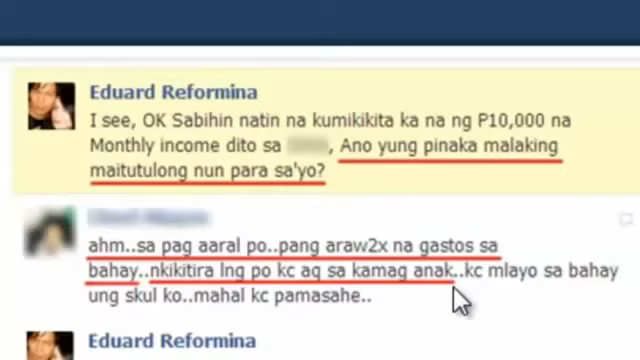 Eduard Reformina
I see, OK Sabihin natin na kumikikita ka na ng P10,000 na
Monthly income dito sa , Ano yung pinaka malaking
maitutulong nun para sa'yo?
ahm..sa pag aaral po..pang araw2x na gastos sa
bahay..nkikitira lng po kc aq sa kamag anak..kc mlayo sa bahay
ung skul ko..mahal kc pamasahe..
Eduard Reformina